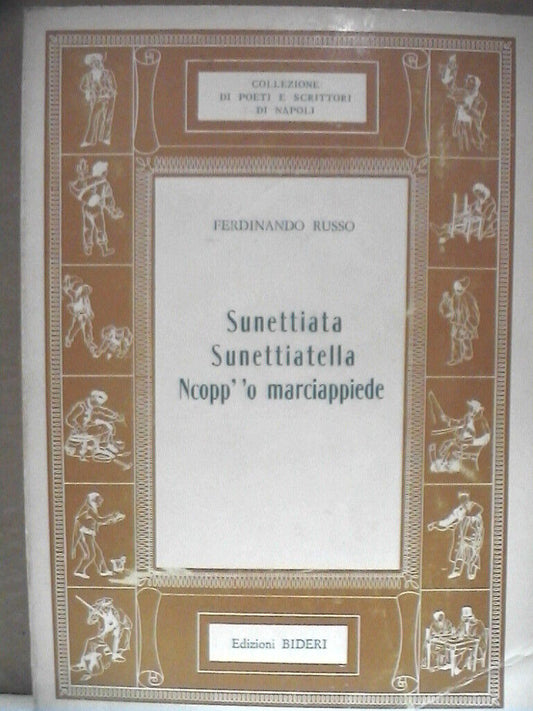 COLLEZIONE
DI POETI E SCRITTORI
DI NAPOLI
FERDINANDO RUSSO
Sunettiata
Sunettiatella
Ncopp' 'o marciappiede
Edizioni BIDERI